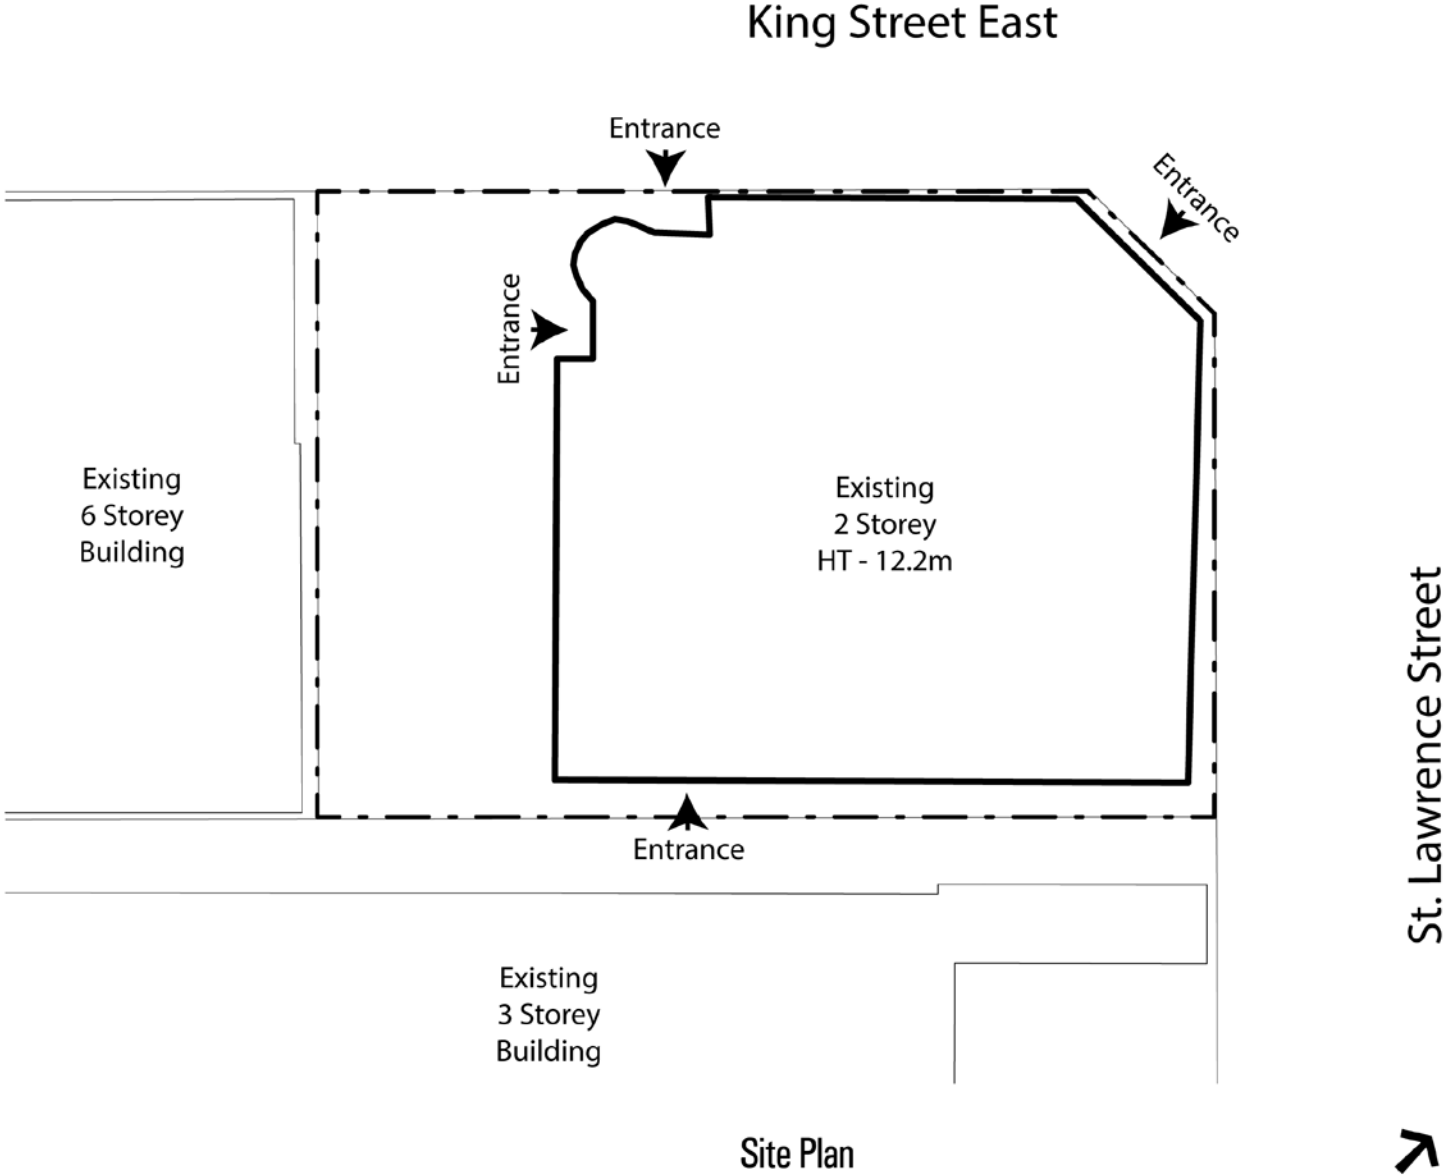 King Street East
Entrance
Entrance
Entrance
Existing
6 Storey
Building
Existing
2 Storey
HT - 12.2m
St. Lawrence Street
Entrance
Existing
3 Storey
Building
Site Plan